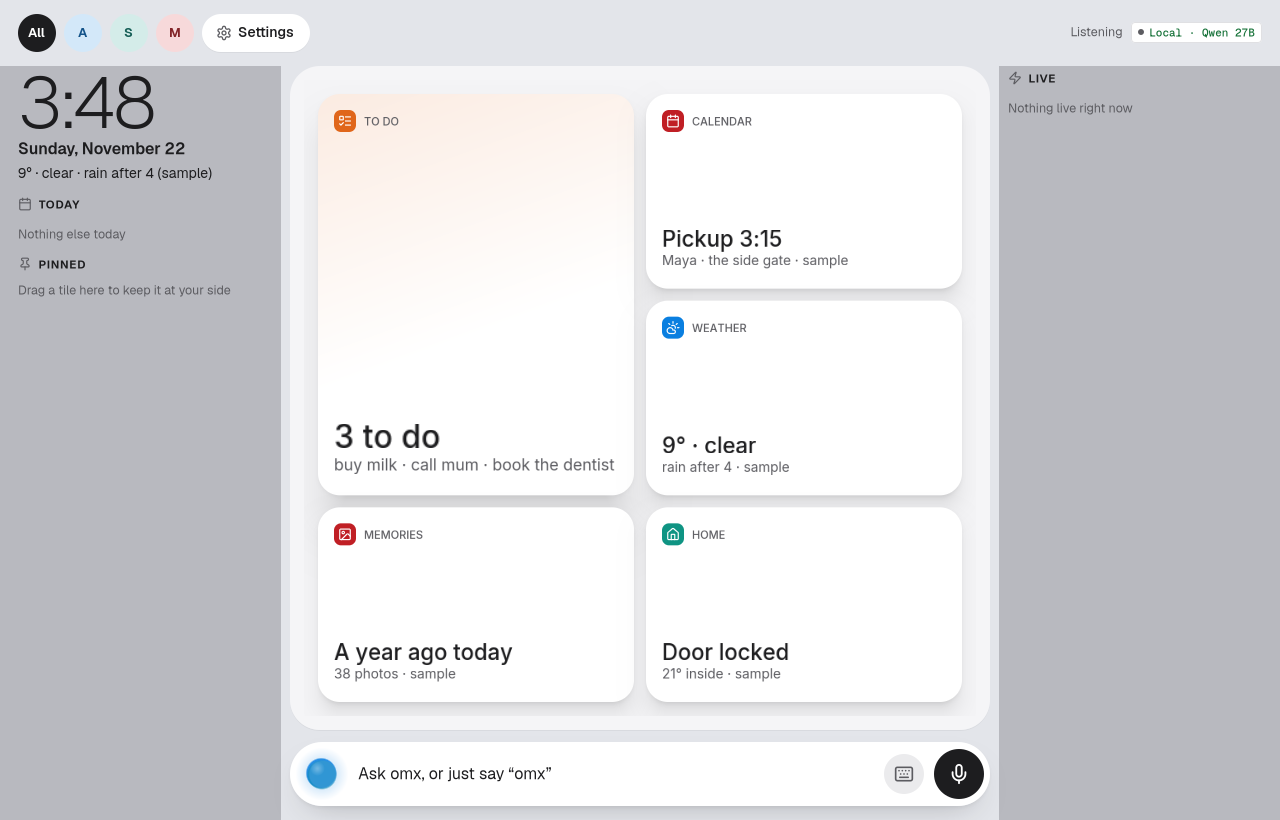 All
A
S
M
Settings
Listening
Local · Qwen 27B
3:48
Sunday, November 22
9° · clear · rain after 4 (sample)
TODAY
Nothing else today
PINNED
Drag a tile here to keep it at your side
TO DO
3 to do
buy milk · call mum · book the dentist
CALENDAR
Pickup 3:15
Maya · the side gate · sample
WEATHER
9° · clear
rain after 4 · sample
MEMORIES
A year ago today
38 photos · sample
HOME
Door locked
21° inside · sample
LIVE
Nothing live right now
Ask omx, or just say “omx”